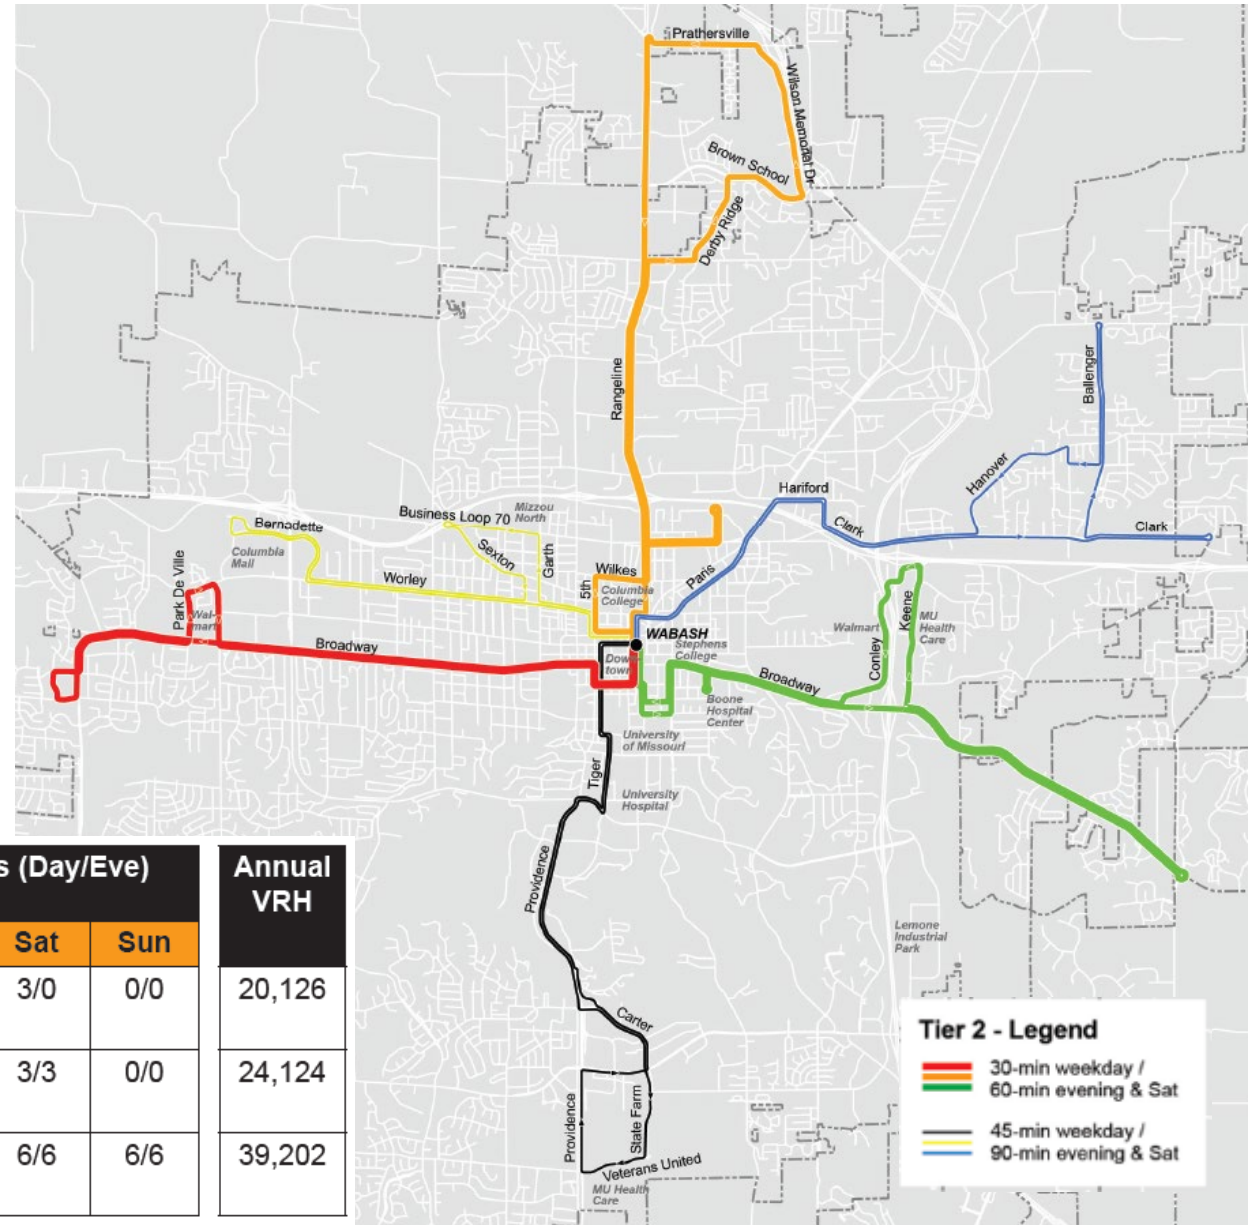 Prathersville
Wilson Memorial Dr
Brown School
Derby Ridge
Rangeline
Ballenger
Hanover
Hariford
Clark
Clark
Mizzou
North
Business Loop 70
Bernadette
Columbia
Mall
Sexton
Garth
Worley
Wilkes
5th
Columbia
College
Paris
Park De Ville
Wal-
mart
Broadway
WABASH
Stephens
College
Down
town
Walmart
Conley
Keene
MU
Health
Care
Broadway
Boone
Hospital
Center
University
of Missouri
Tiger
University
Hospital
Providence
Lemone
Industrial
Park
Carter
Providence
State Farm
Veterans United
MU Health
Care
s (Day/Eve)
Annual
VRH
Sat
Sun
3/0
0/0
20,126
3/3
0/0
24,124
6/6
6/6
39,202
Tier 2 - Legend
30-min weekday /
60-min evening & Sat
45-min weekday /
90-min evening & Sat